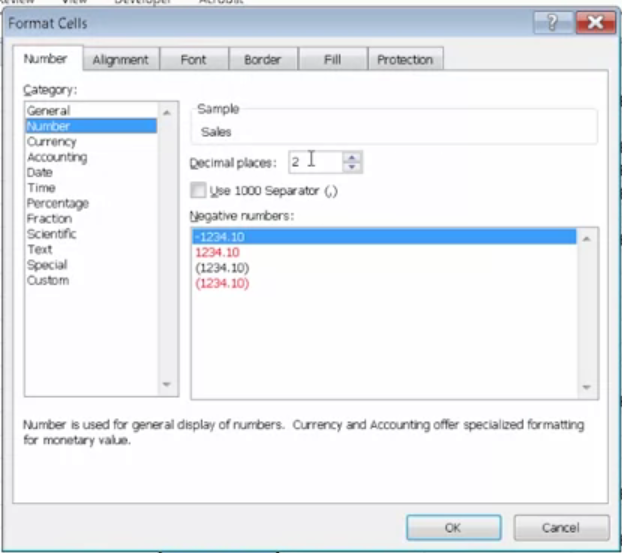 View Developer Acrobat
Format Cells
Number Alignment Font Border Fill Protection
Category:
General
Number
Currency
Accounting
Date
Time
Percentage
Fraction
Scientific
Text
Special
Custom
Sample
Sales
Decimal places: 2
Use 1000 Separator (,)
Negative numbers:
-1234.10
1234.10
(1234.10)
(1234.10)
Number is used for general display of numbers. Currency and Accounting offer specialized formatting
for monetary value.
OK Cancel